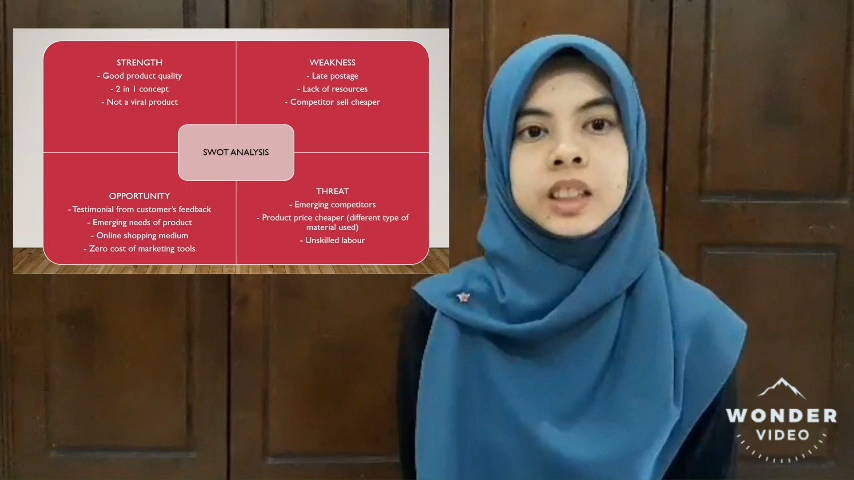 STRENGTH
- Good product quality
- 2 in 1 concept
- Not a viral product
WEAKNESS
- Late postage
- Lack of resources
- Competitor sell cheaper
SWOT ANALYSIS
OPPORTUNITY
- Testimonial from customer's feedback
- Emerging needs of product
- Online shopping medium
- Zero cost of marketing tools
THREAT
- Emerging competitors
- Product price cheaper (different type of
material used)
- Unskilled labour
WONDER
VIDEO